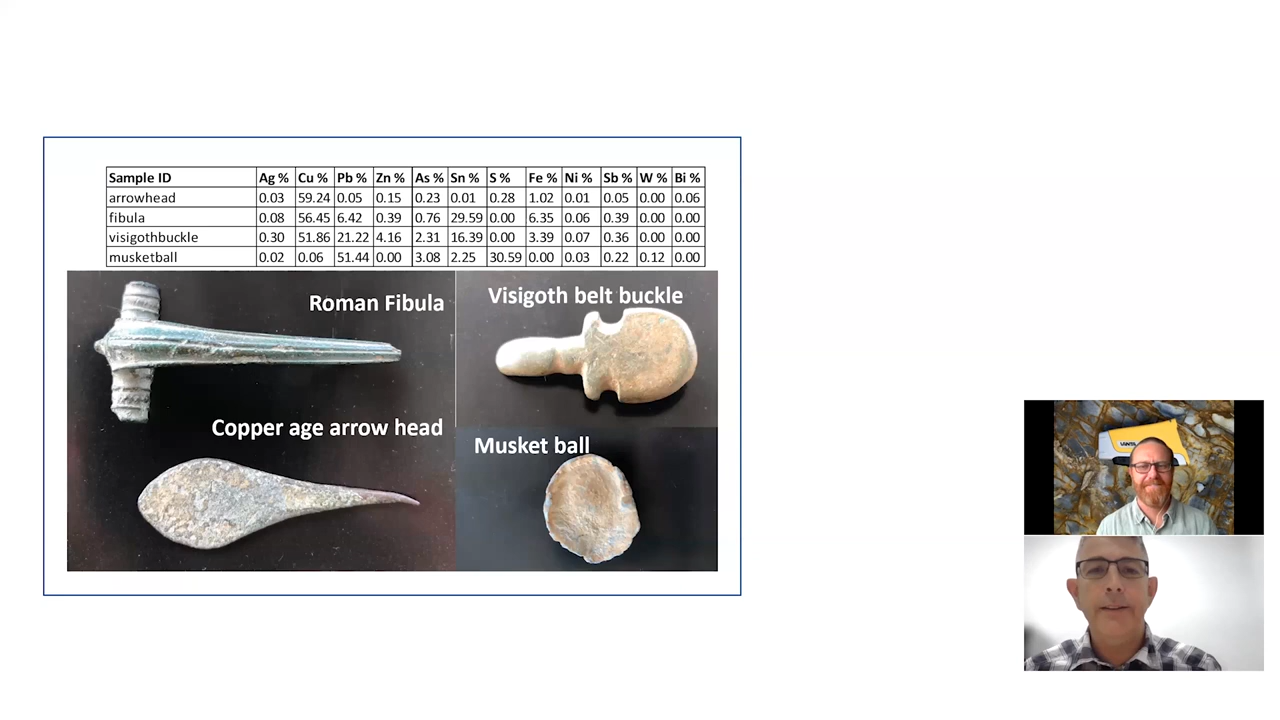 Sample ID Ag % Cu % Pb % Zn % As % Sn % S % Fe % Ni % Sb % W % Bi %
arrowhead 0.03 59.24 0.05 0.15 0.23 0.01 0.28 1.02 0.01 0.05 0.00 0.06
fibula 0.08 56.45 6.42 0.39 0.76 29.59 0.00 6.35 0.06 0.39 0.00 0.00
visigothbuckle 0.30 51.86 21.22 4.16 2.31 16.39 0.00 3.39 0.07 0.36 0.00 0.00
musketball 0.02 0.06 51.44 0.00 3.08 2.25 30.59 0.00 0.03 0.22 0.12 0.00
Roman Fibula
Visigoth belt buckle
Copper age arrow head
Musket ball